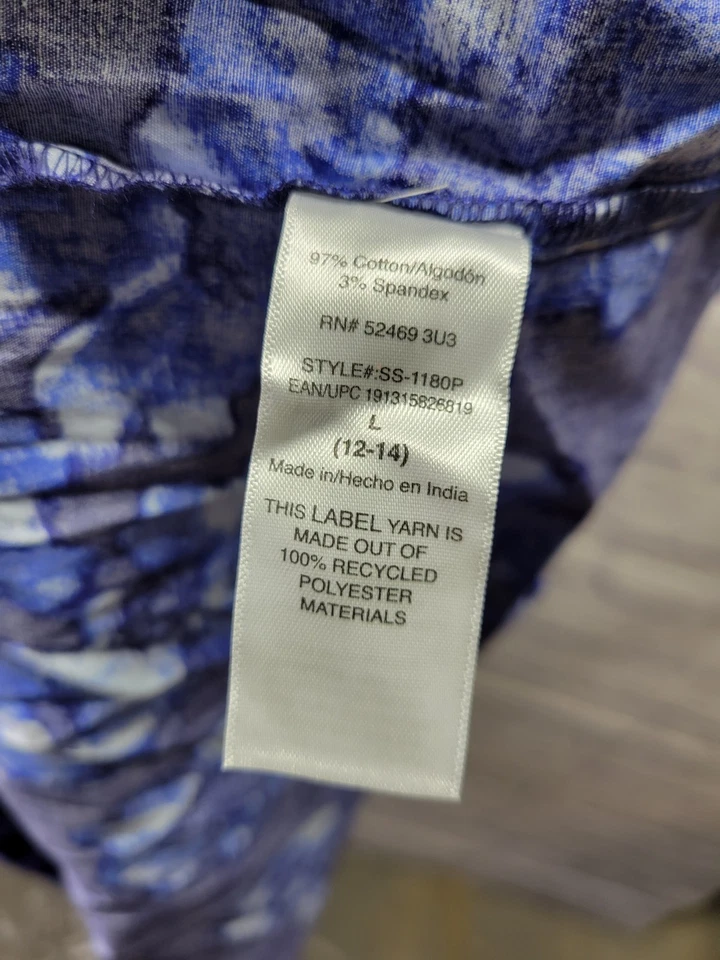 97% Cotton/Algodón
3% Spandex
RN# 52469 3U3
STYLE#:SS-1180P
EAN/UPC 191315826819
L
(12-14)
Made in/Hecho en India
THIS LABEL YARN IS
MADE OUT OF
100% RECYCLED
POLYESTER
MATERIALS